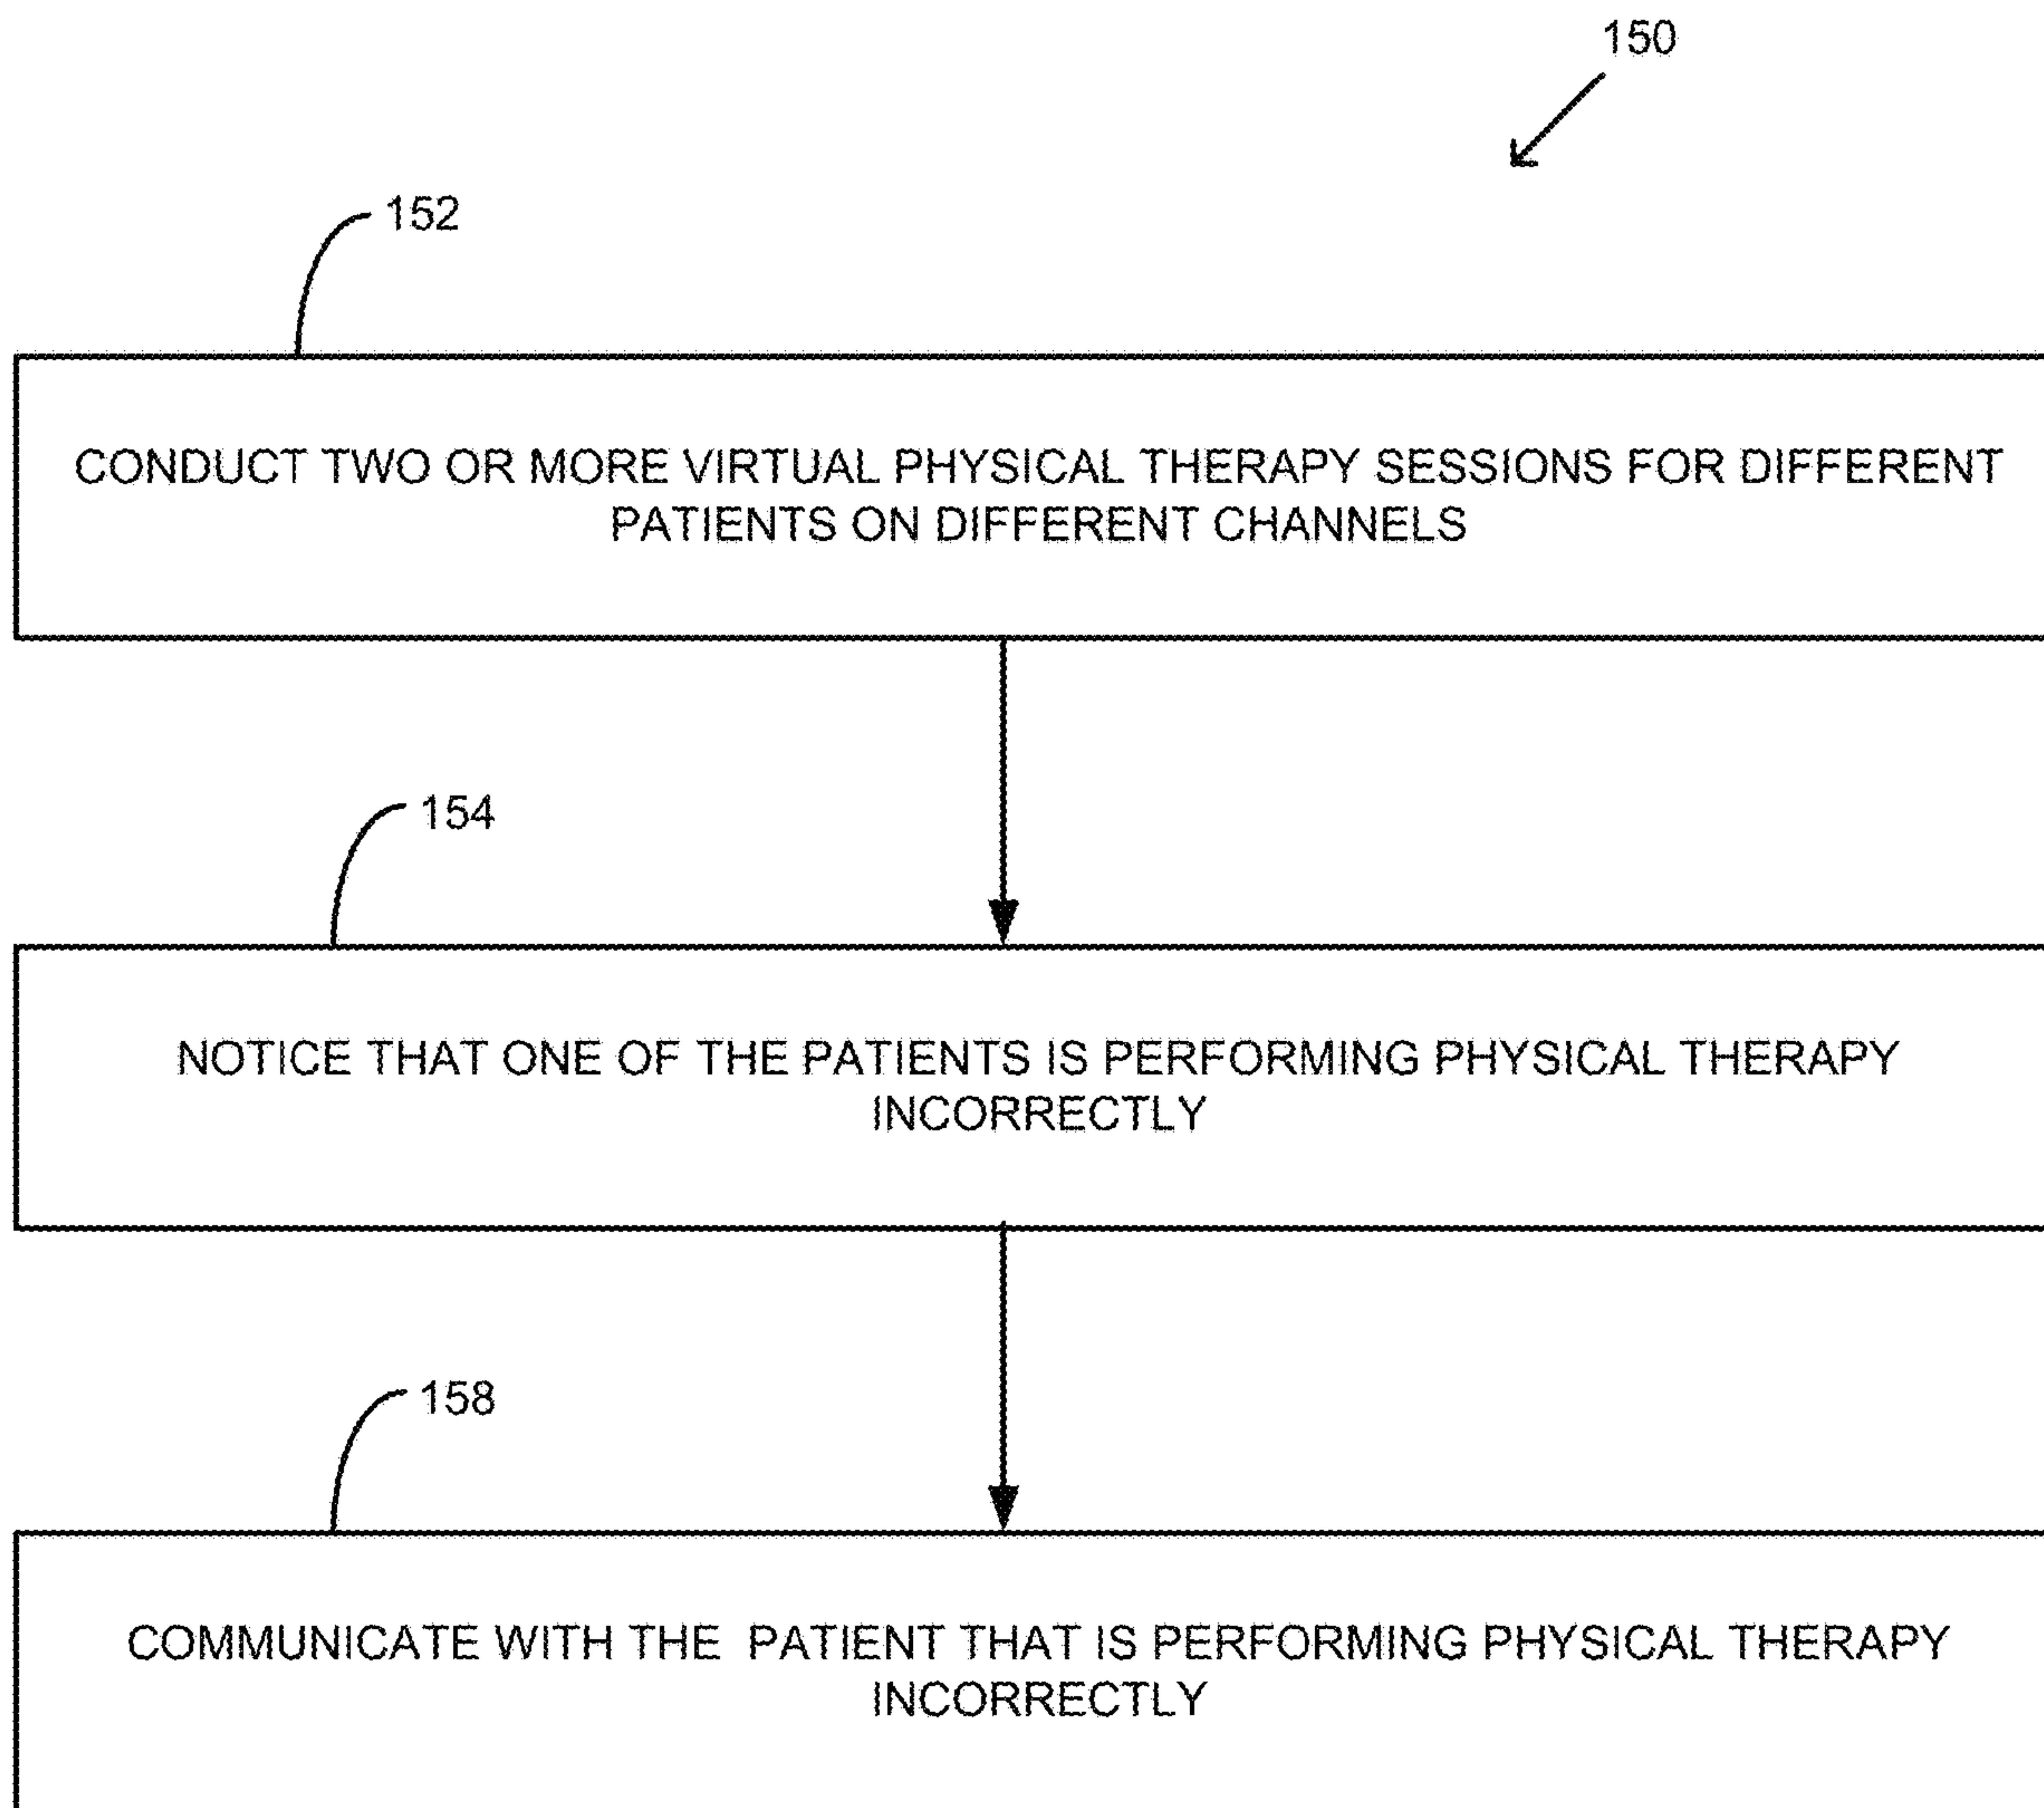 150
152
CONDUCT TWO OR MORE VIRTUAL PHYSICAL THERAPY SESSIONS FOR DIFFERENT
PATIENTS ON DIFFERENT CHANNELS
154
NOTICE THAT ONE OF THE PATIENTS IS PERFORMING PHYSICAL THERAPY
INCORRECTLY
158
COMMUNICATE WITH THE PATIENT THAT IS PERFORMING PHYSICAL THERAPY
INCORRECTLY